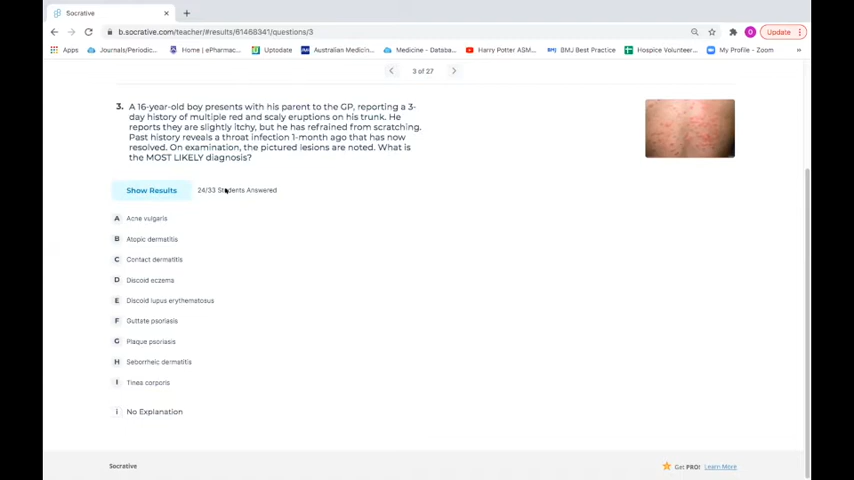 Socrative
b.socrative.com/teacher/#results/61468341/questions/3
O
Update
Apps
Journals/Periodic...
Home | ePharmac...
Uptodate
Australian Medicin...
Medicine - Databa...
Harry Potter ASM...
BMJ Best Practice
Hospice Volunteer...
My Profile - Zoom
»
3 of 27
3. A 16-year-old boy presents with his parent to the GP, reporting a 3-
day history of multiple red and scaly eruptions on his trunk. He
reports they are slightly itchy, but he has refrained from scratching.
Past history reveals a throat infection 1-month ago that has now
resolved. On examination, the pictured lesions are noted. What is
the MOST LIKELY diagnosis?
Show Results
24/33 Students Answered
A Acne vulgaris
B Atopic dermatitis
C Contact dermatitis
D Discoid eczema
E Discoid lupus erythematosus
F Guttate psoriasis
G Plaque psoriasis
H Seborrheic dermatitis
I Tinea corporis
i No Explanation
Socrative
Get PRO! Learn More